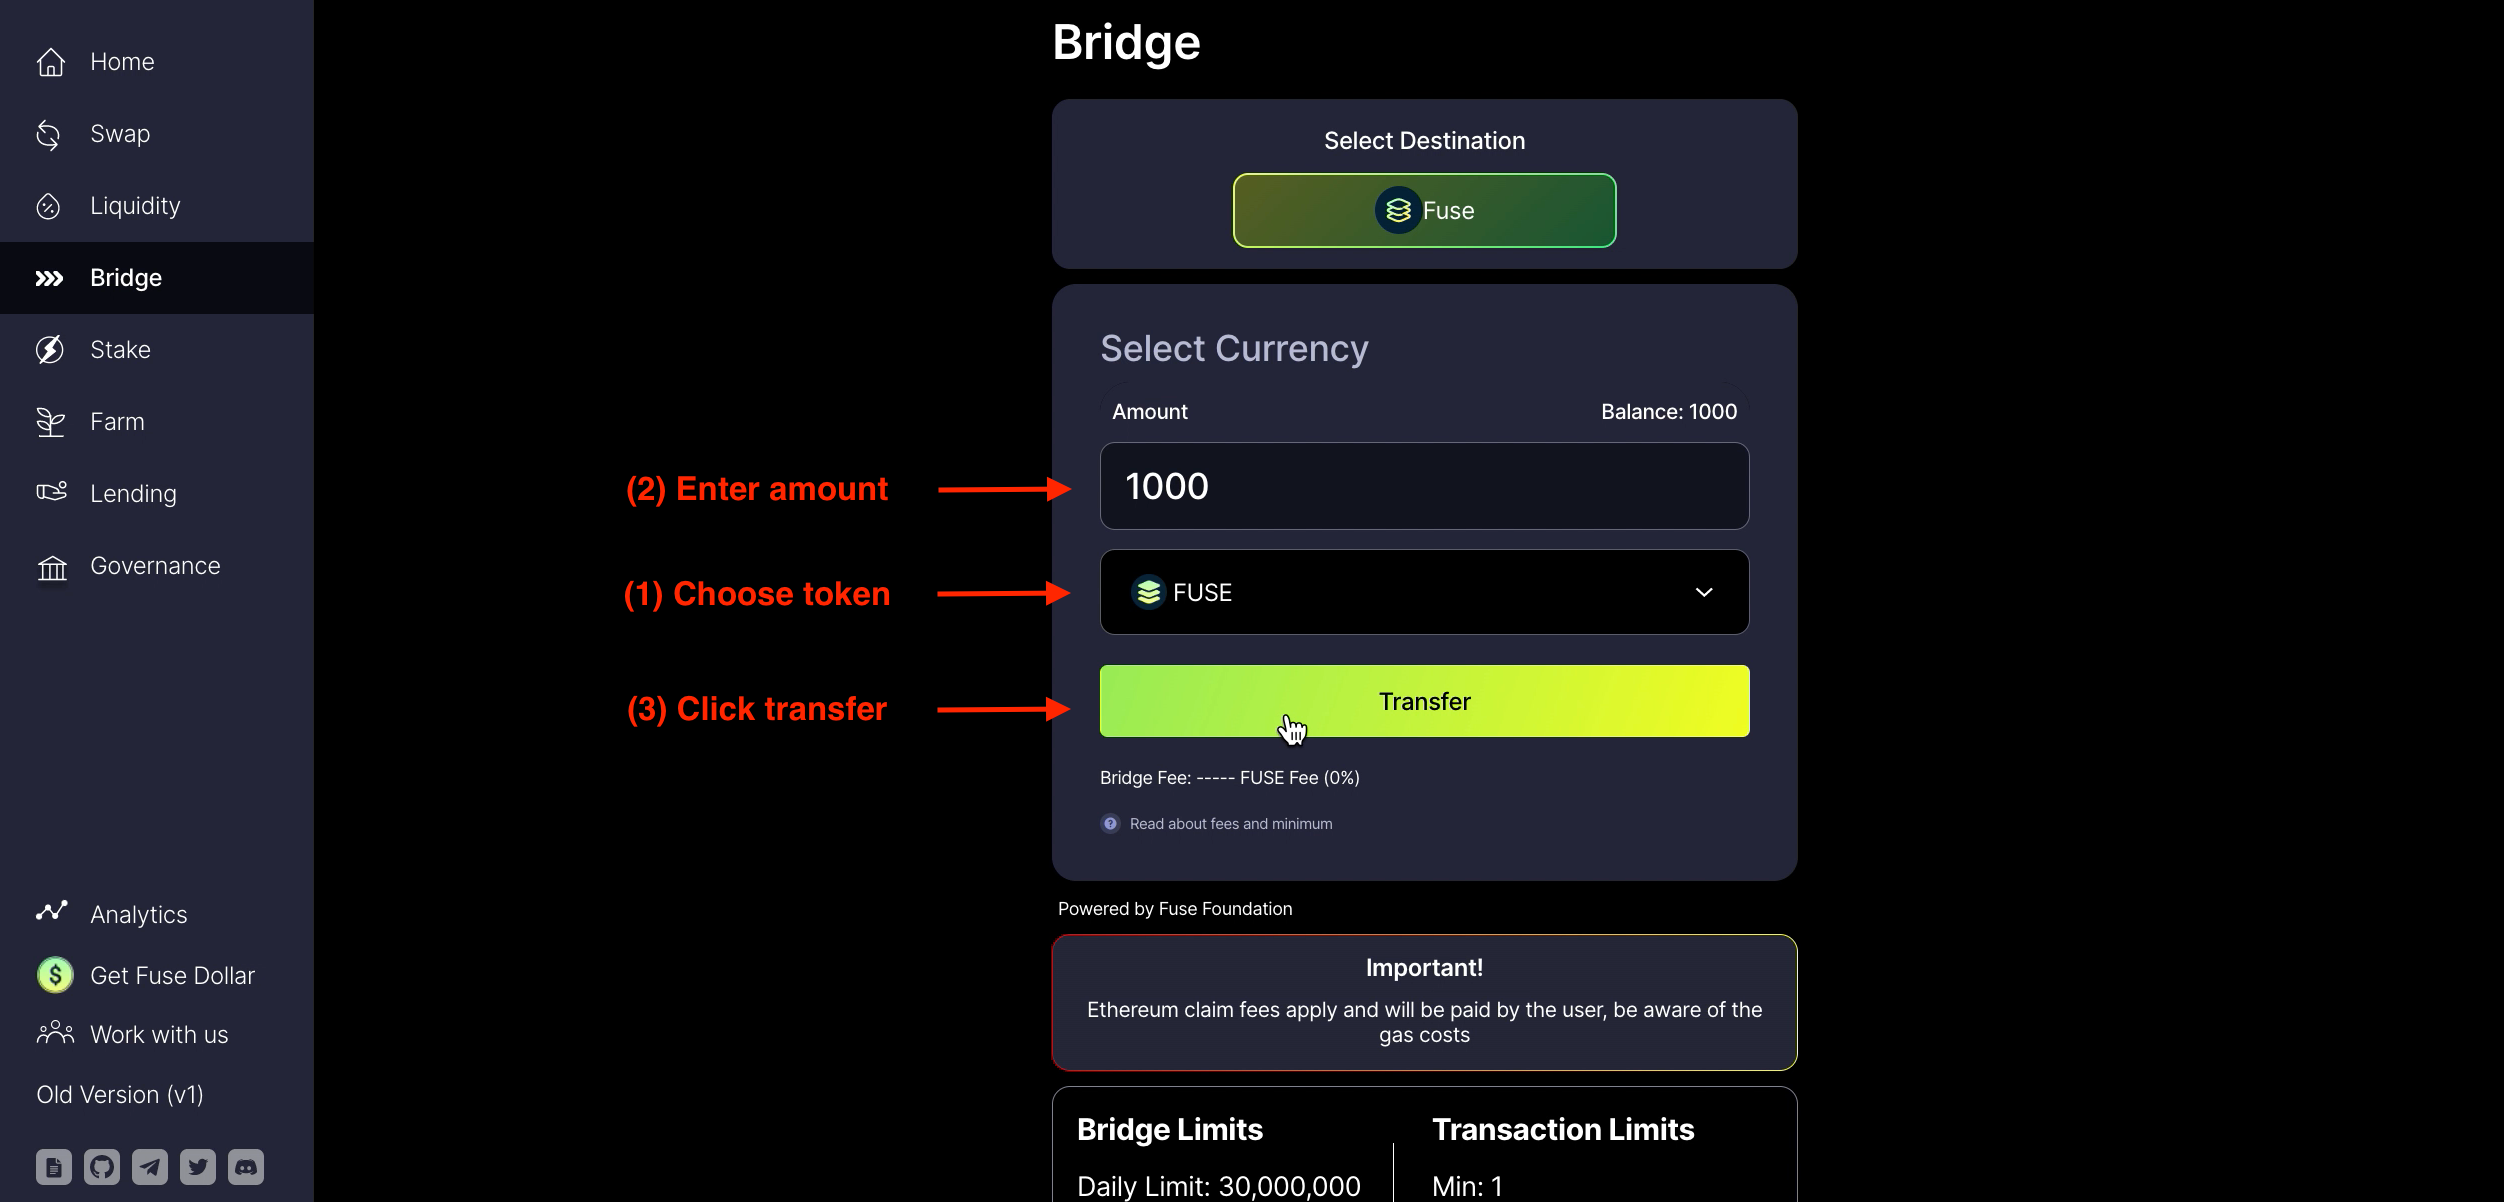 Home
Swap
Liquidity
Bridge
Stake
Farm
Lending
Governance
Analytics
Get Fuse Dollar
Work with us
Old Version (v1)
Bridge
Select Destination
Fuse
Select Currency
Amount
Balance: 1000
(2) Enter amount
1000
(1) Choose token
FUSE
(3) Click transfer
Transfer
Bridge Fee: ----- FUSE Fee (0%)
Read about fees and minimum
Powered by Fuse Foundation
Important!
Ethereum claim fees apply and will be paid by the user, be aware of the
gas costs
Bridge Limits
Daily Limit: 30,000,000
Transaction Limits
Min: 1